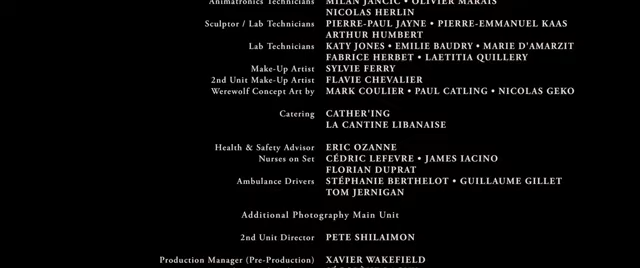 Animatronics Technicians MILAN JANCIC • OLIVIER MARAIS
NICOLAS HERLIN
Sculptor / Lab Technicians PIERRE-PAUL JAYNE • PIERRE-EMMANUEL KAAS
ARTHUR HUMBERT
Lab Technicians KATY JONES • EMILIE BAUDRY • MARIE D'AMARZIT
FABRICE HERBET • LAETITIA QUILLERY
Make-Up Artist SYLVIE FERRY
2nd Unit Make-Up Artist FLAVIE CHEVALIER
Werewolf Concept Art by MARK COULIER • PAUL CATLING • NICOLAS GEKO
Catering CATHER'ING
LA CANTINE LIBANAISE
Health & Safety Advisor ERIC OZANNE
Nurses on Set CÉDRIC LEFEVRE • JAMES IACINO
FLORIAN DUPRAT
Ambulance Drivers STÉPHANIE BERTHELOT • GUILLAUME GILLET
TOM JERNIGAN
Additional Photography Main Unit
2nd Unit Director PETE SHILAIMON
Production Manager (Pre-Production) XAVIER WAKEFIELD